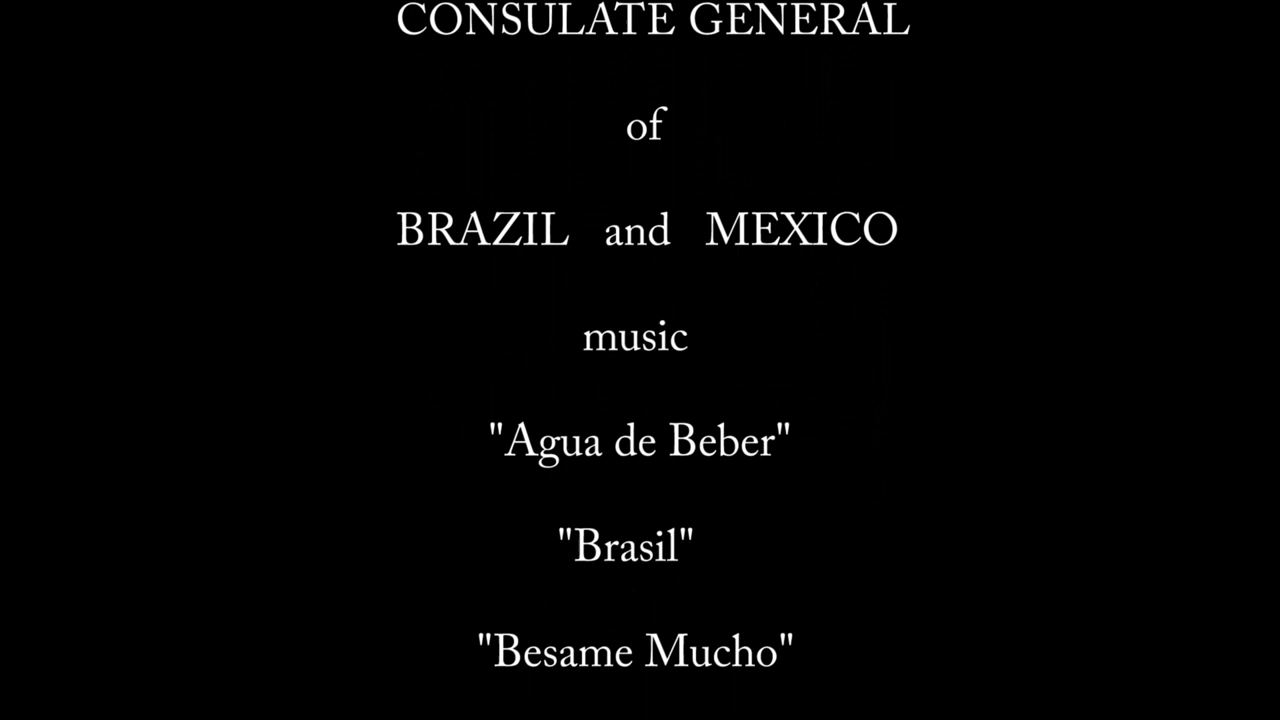 CONSULATE GENERAL
of
BRAZIL and MEXICO
music
"Agua de Beber"
"Brasil"
"Besame Mucho"